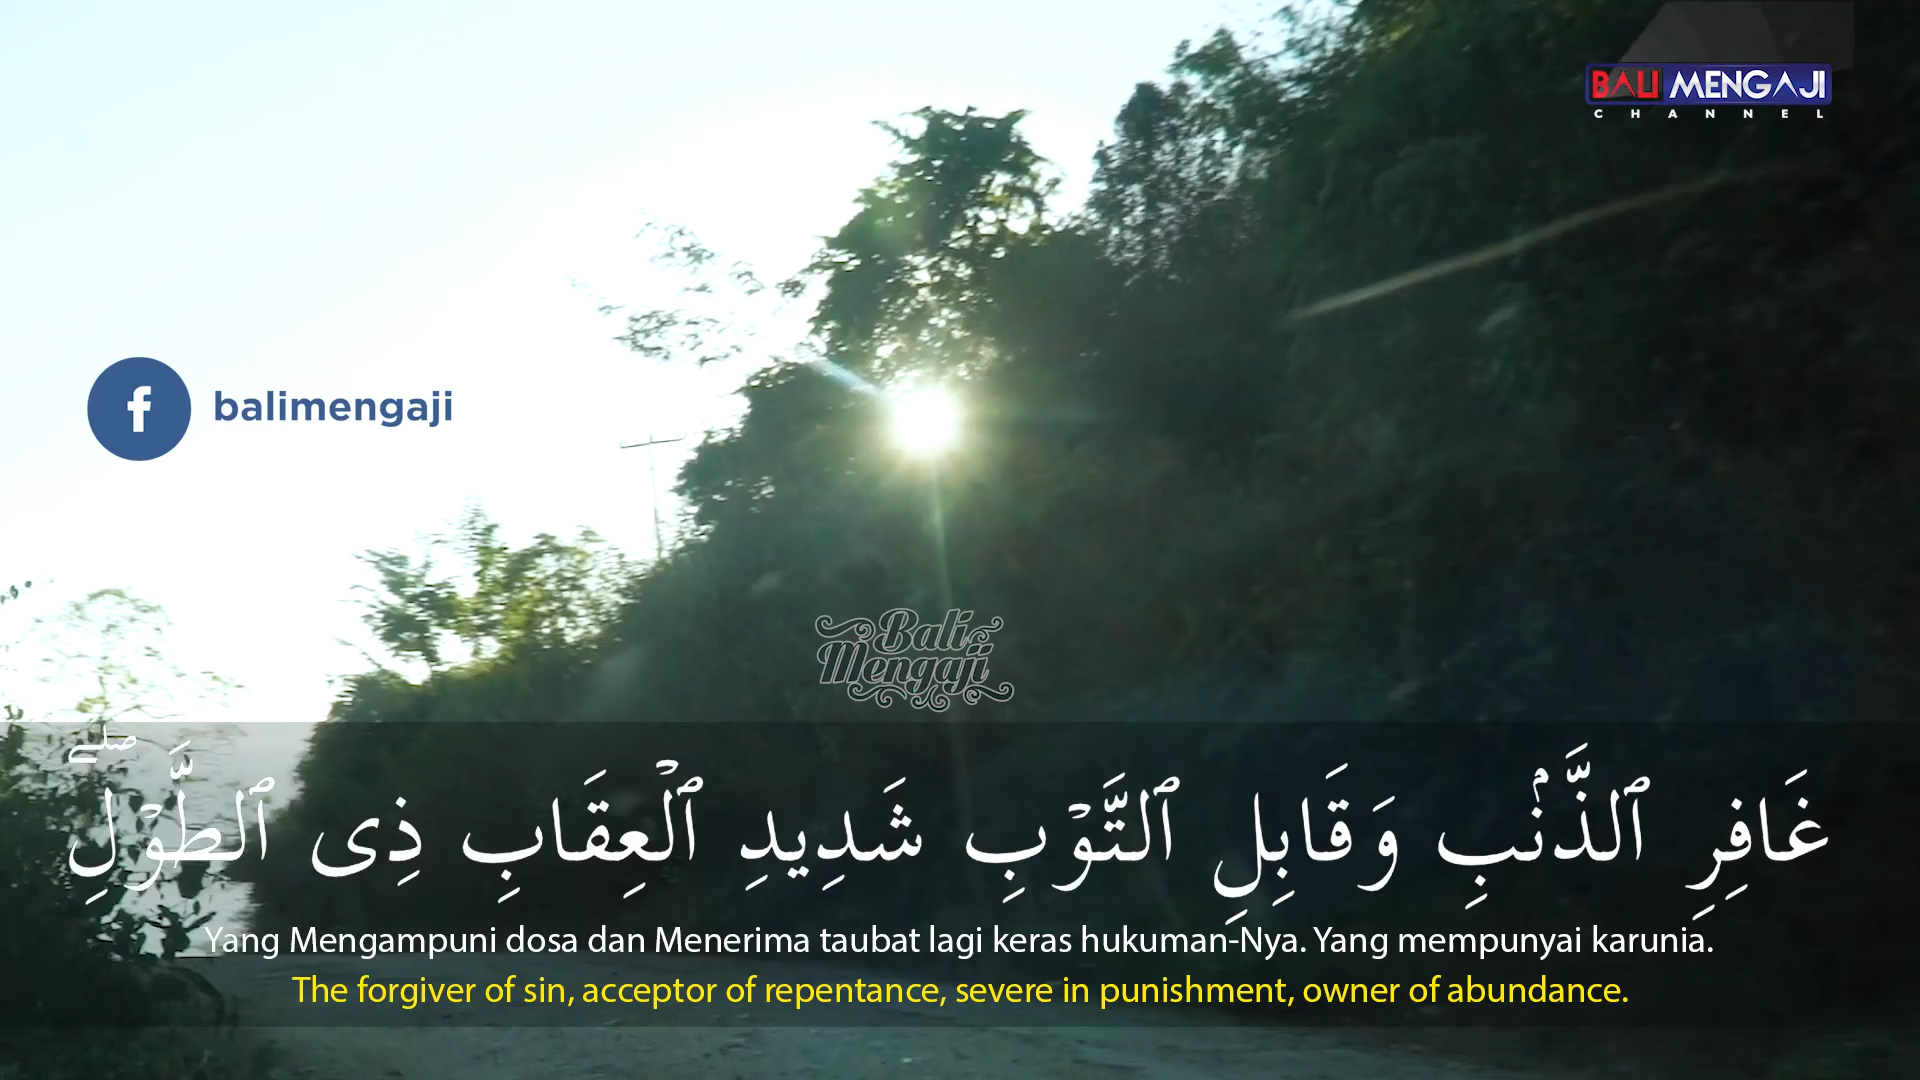 BALI MENGAJI
CHANNEL
balimengaji
Bali
Mengaji
غَافِرِ ٱلذَّنۢبِ وَقَابِلِ ٱلتَّوْبِ شَدِيدِ ٱلْعِقَابِ ذِى ٱلطَّوْلِ ۖ
Yang Mengampuni dosa dan Menerima taubat lagi keras hukuman-Nya. Yang mempunyai karunia.
The forgiver of sin, acceptor of repentance, severe in punishment, owner of abundance.